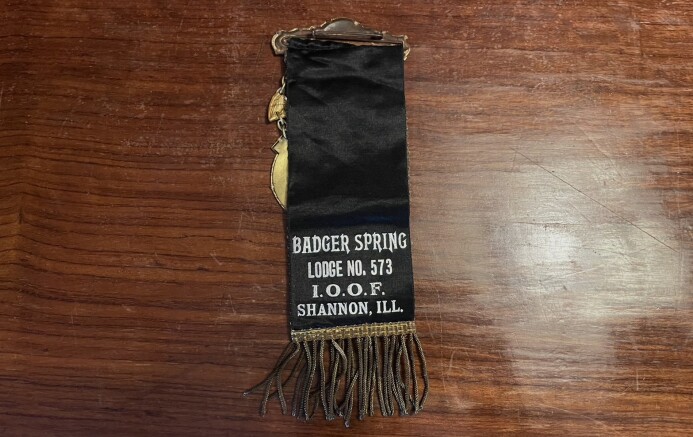 BADGER SPRING
LODGE NO. 573
I.O.O.F.
SHANNON, ILL.